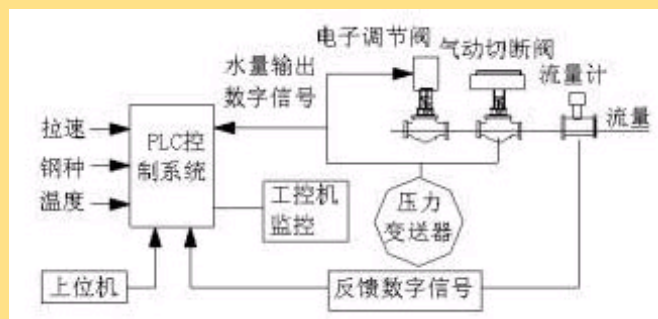 电子调节阀
气动切断阀
流量计
流量
水量输出
数字信号
拉速
钢种
温度
PLC控
制系统
工控机
监控
压力
变送器
上位机
反馈数字信号